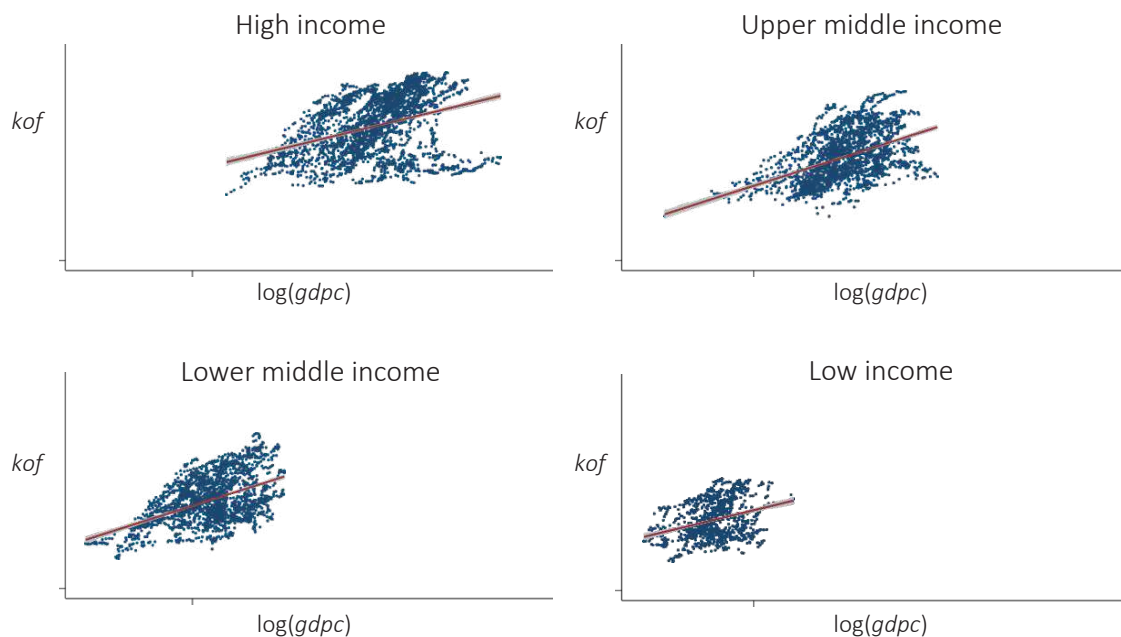 High income
Upper middle income
kof
kof
log(gdpc)
log(gdpc)
Lower middle income
Low income
kof
kof
log(gdpc)
log(gdpc)